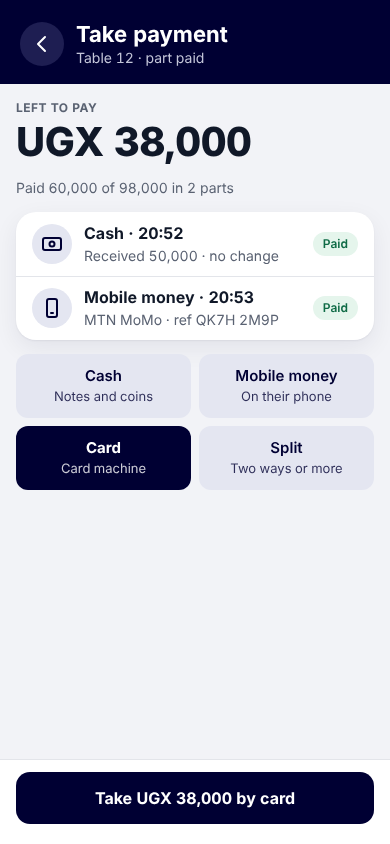 Take payment
Table 12 · part paid
LEFT TO PAY
UGX 38,000
Paid 60,000 of 98,000 in 2 parts
Cash · 20:52
Received 50,000 · no change
Paid
Mobile money · 20:53
MTN MoMo · ref QK7H 2M9P
Paid
Cash
Notes and coins
Mobile money
On their phone
Card
Card machine
Split
Two ways or more
Take UGX 38,000 by card